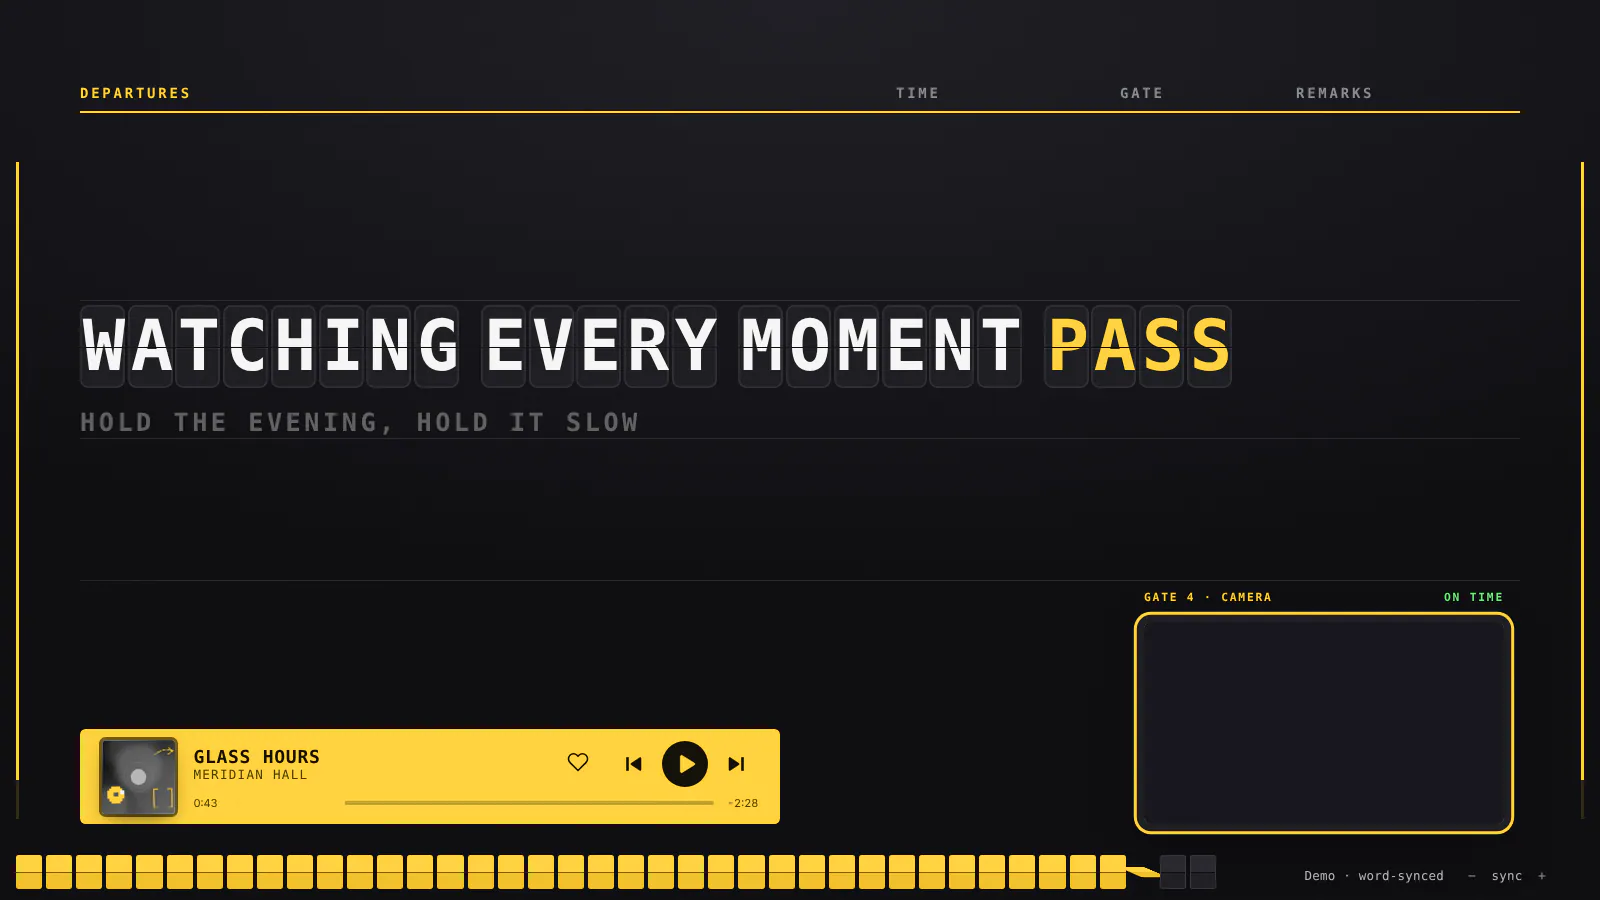 DEPARTURES TIME GATE REMARKS
WATCHING EVERY MOMENT PASS
HOLD THE EVENING, HOLD IT SLOW
GATE 4 · CAMERA ON TIME
GLASS HOURS
MERIDIAN HALL
0:43 -2:28
Demo · word-synced − sync +